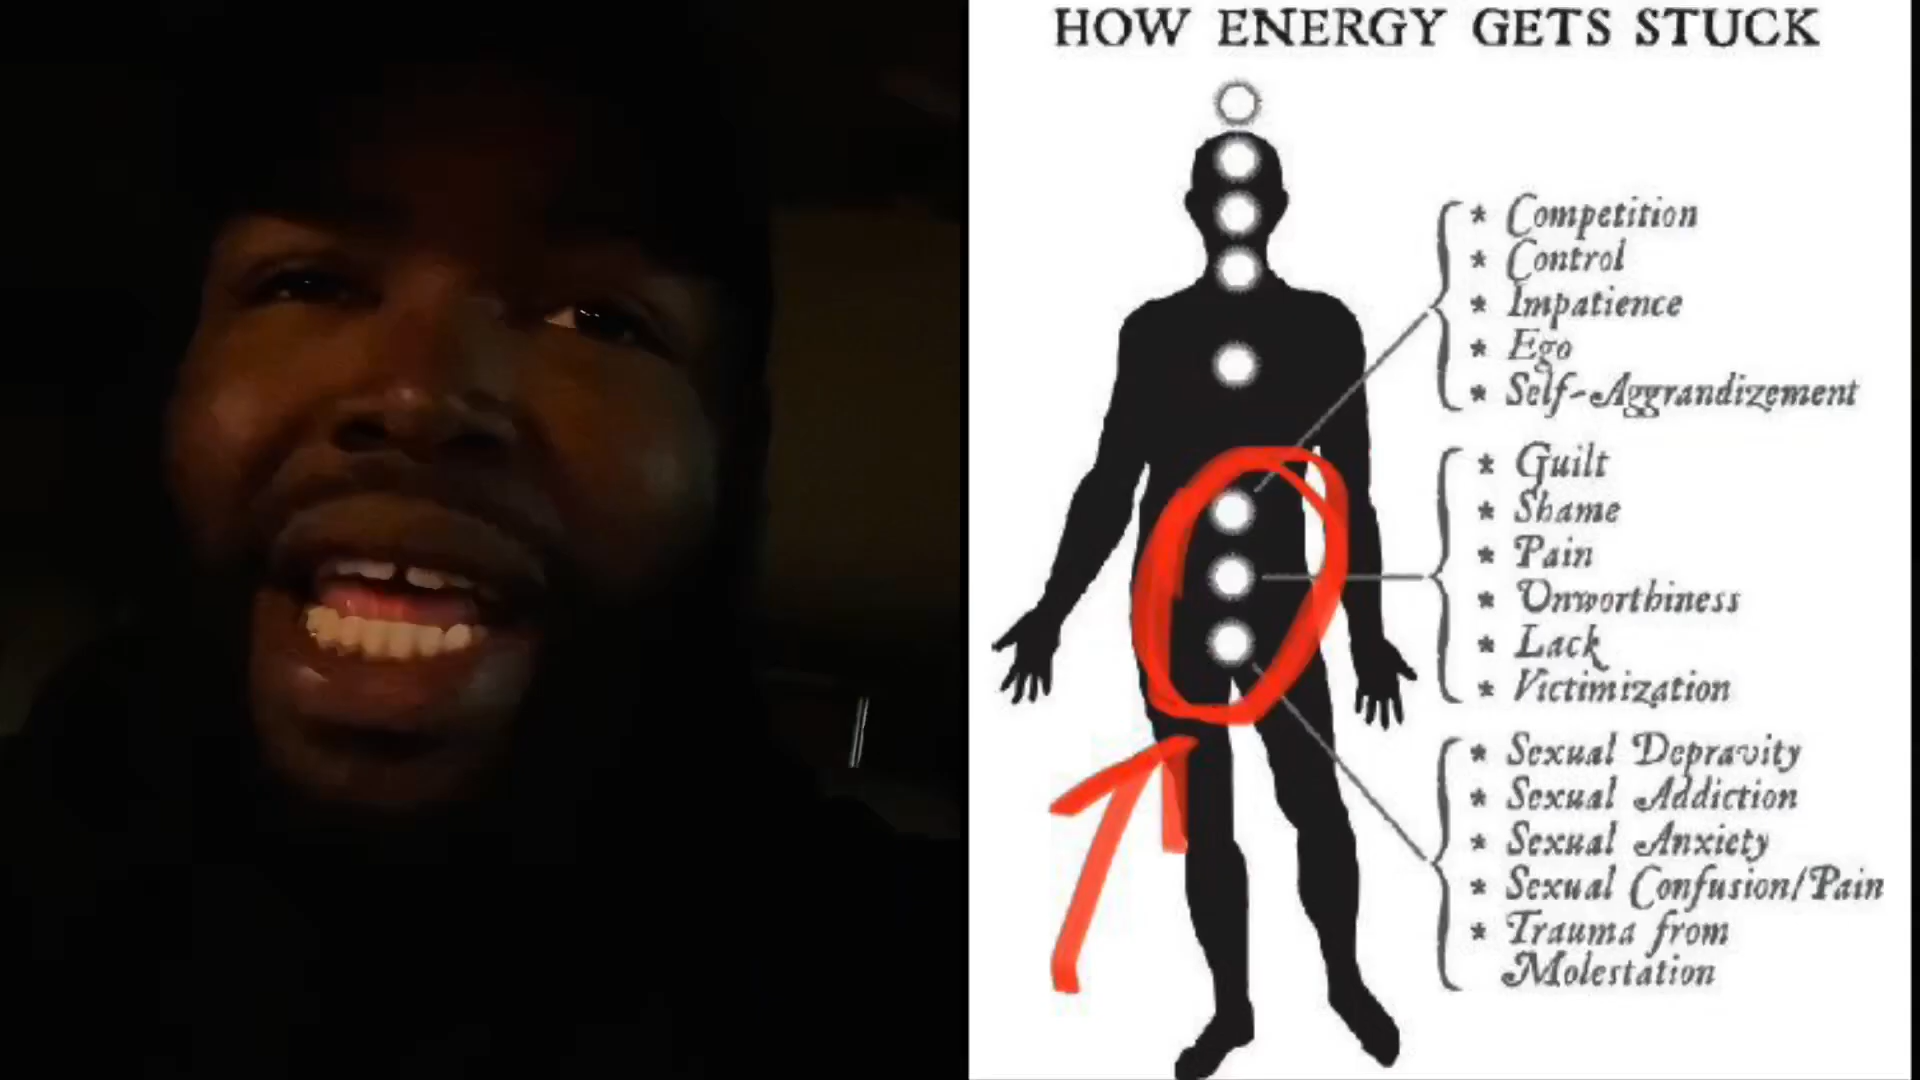 HOW ENERGY GETS STUCK
* Competition
* Control
* Impatience
* Ego
* Self-Aggrandizement
* Guilt
* Shame
* Pain
* Unworthiness
* Lack
* Victimization
* Sexual Depravity
* Sexual Addiction
* Sexual Anxiety
* Sexual Confusion/Pain
* Trauma from
Molestation